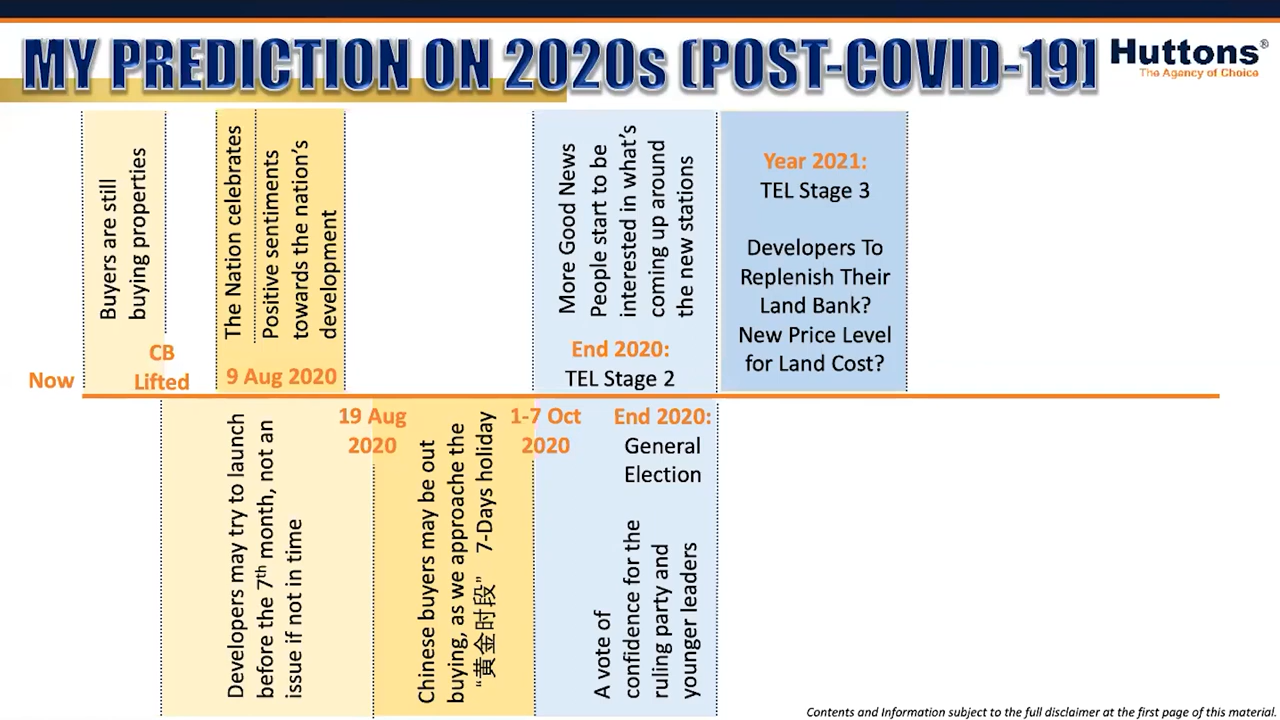 MY PREDICTION ON 2020s [POST-COVID-19]
Huttons®
The Agency of Choice
Buyers are still
buying properties
Now
CB
Lifted
The Nation celebrates
Positive sentiments
towards the nation's
development
9 Aug 2020
More Good News
People start to be
interested in what's
coming up around
the new stations
End 2020:
TEL Stage 2
Year 2021:
TEL Stage 3
Developers To
Replenish Their
Land Bank?
New Price Level
for Land Cost?
Developers may try to launch
before the 7th month, not an
issue if not in time
19 Aug
2020
Chinese buyers may be out
buying, as we approache the
“黄金时段” 7-Days holiday
1-7 Oct
2020
End 2020:
General
Election
A vote of
confidence for the
ruling party and
younger leaders
Contents and Information subject to the full disclaimer at the first page of this material.